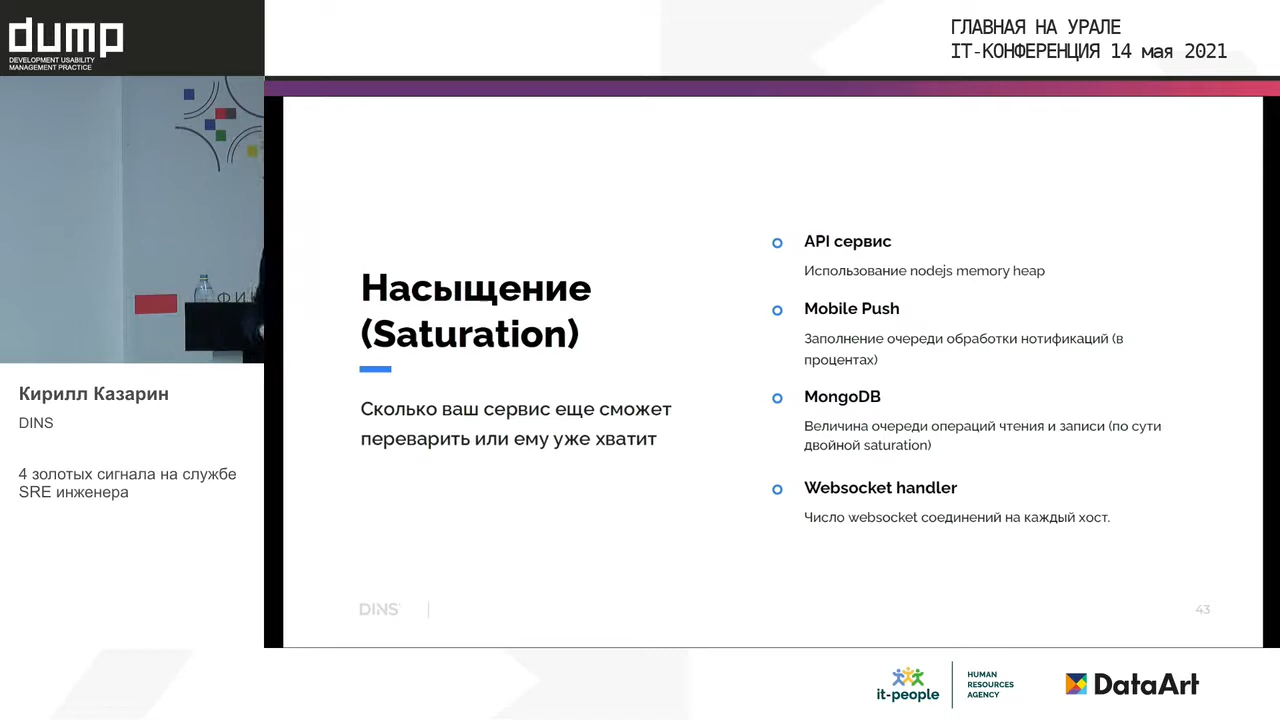 dump
DEVELOPMENT USABILITY
MANAGEMENT PRACTICE
ГЛАВНАЯ НА УРАЛЕ
IT-КОНФЕРЕНЦИЯ 14 мая 2021
ФИ
Кирилл Казарин
DINS
4 золотых сигнала на службе
SRE инженера
Насыщение
(Saturation)
Сколько ваш сервис еще сможет
переварить или ему уже хватит
API сервис
Использование nodejs memory heap
Mobile Push
Заполнение очереди обработки нотификаций (в
процентах)
MongoDB
Величина очереди операций чтения и записи (по сути
двойной saturation)
Websocket handler
Число websocket соединений на каждый хост.
DINS
43
it-people
HUMAN
RESOURCES
AGENCY
DataArt